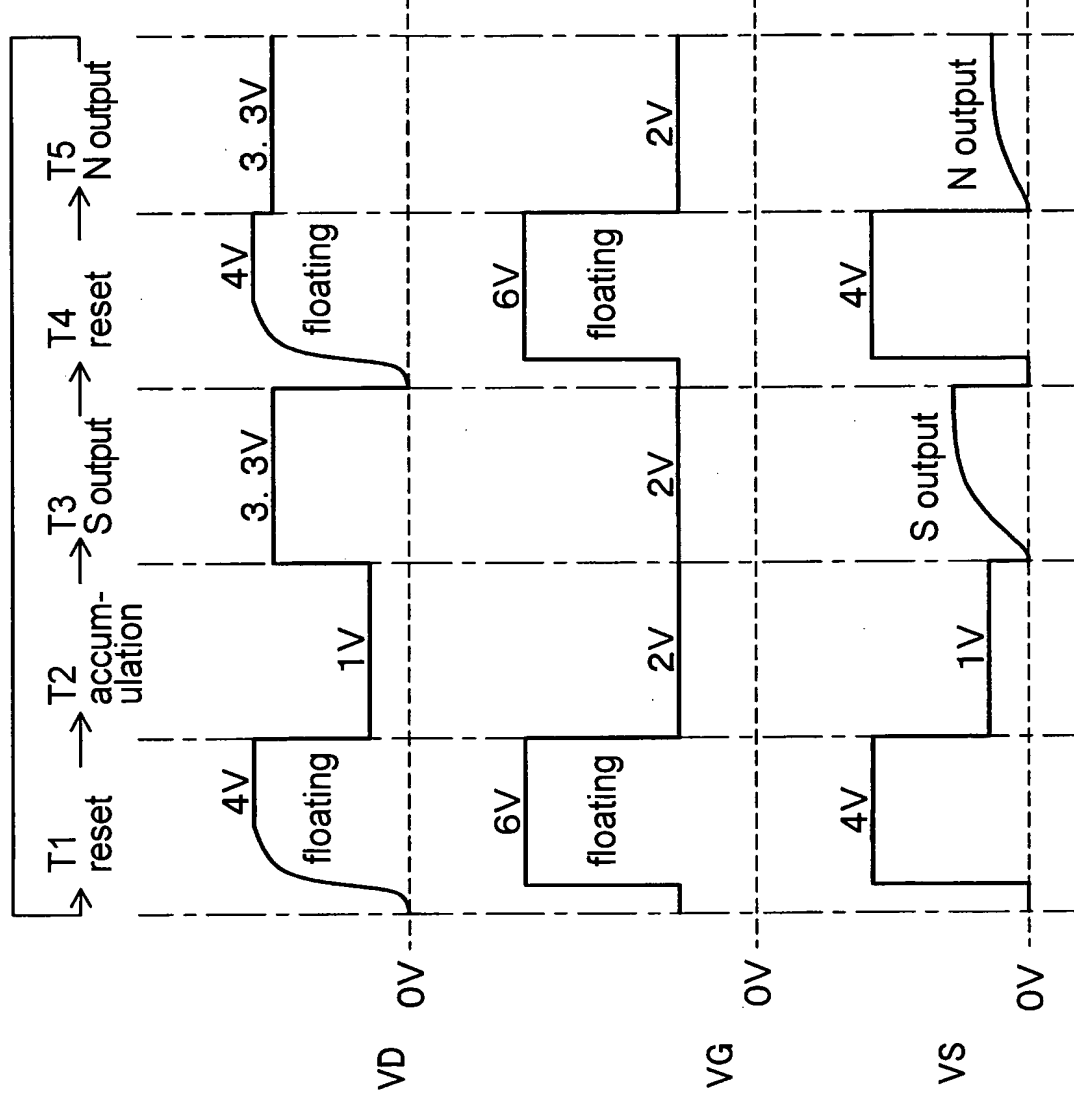 T1
reset
T2
accum-
ulation
T3
S output
T4
reset
T5
N output
VD
0V
4V
floating
1V
3. 3V
4V
floating
3. 3V
VG
0V
6V
floating
2V
2V
6V
floating
2V
VS
0V
4V
1V
S output
4V
N output